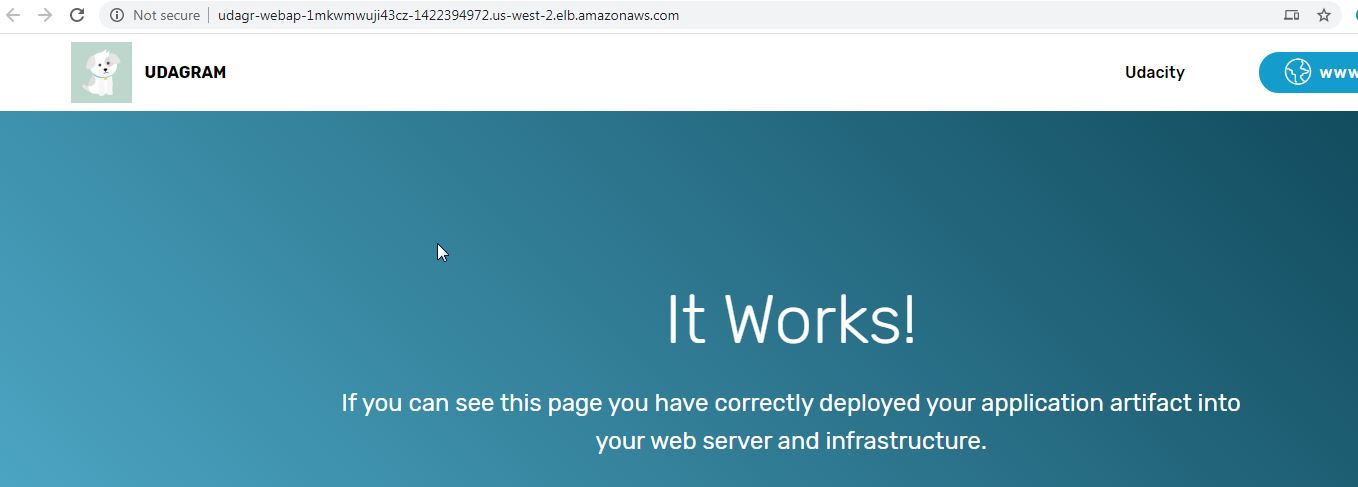 Not secure udagr-webap-1mkwmwuji43cz-1422394972.us-west-2.elb.amazonaws.com
UDAGRAM Udacity www
It Works!
If you can see this page you have correctly deployed your application artifact into
your web server and infrastructure.